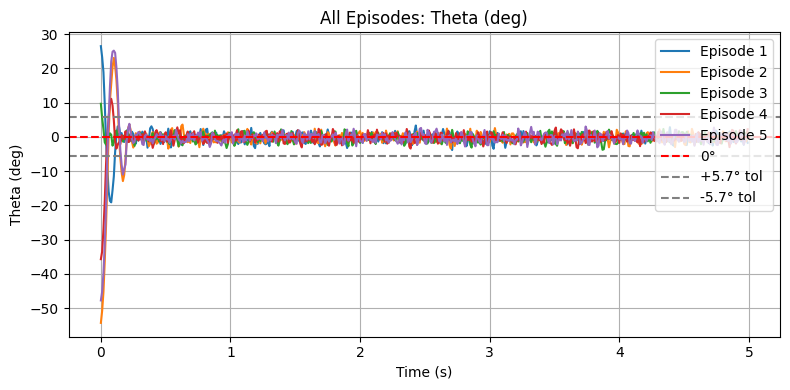 All Episodes: Theta (deg)
Theta (deg)
30
20
10
0
−10
−20
−30
−40
−50
0
1
2
3
4
5
Time (s)
Episode 1
Episode 2
Episode 3
Episode 4
Episode 5
0°
+5.7° tol
-5.7° tol